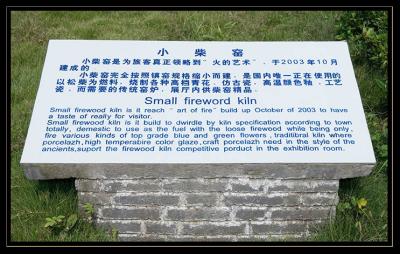 小柴窑
小柴窑是为旅客真正领略到"火的艺术"，于2003年10月
建成的
小柴窑完全按照镇窑规格缩小而建，是国内唯一正在使用的
以松柴为燃料，烧制各种高档青花，仿古瓷，高温颜色釉，工艺
瓷，而需要的传统窑炉，展厅内供柴窑精品。
Small fireword kiln
Small firewood kiln is it reach " art of fire" build up October of 2003 to have
a taste of really for visitor.
Small firewood kiln is it build to dwirdle by kiln specification according to town
totally, demestic to use as the fuel with the loose firewood while being only,
fire various kinds of top grade blue and green flowers , traditibral kiln where
porcelazh,high temperabire color glaze,craft porcelazh need in the style of the
ancients,suport the firewood kiln competitive porduct in the exhibition room.